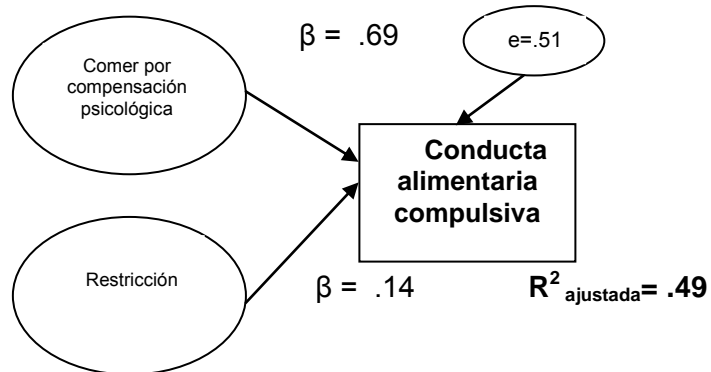 β = .69
e=.51
Comer por
compensación
psicológica
Conducta
alimentaria
compulsiva
Restricción
β = .14
R² ajustada= .49